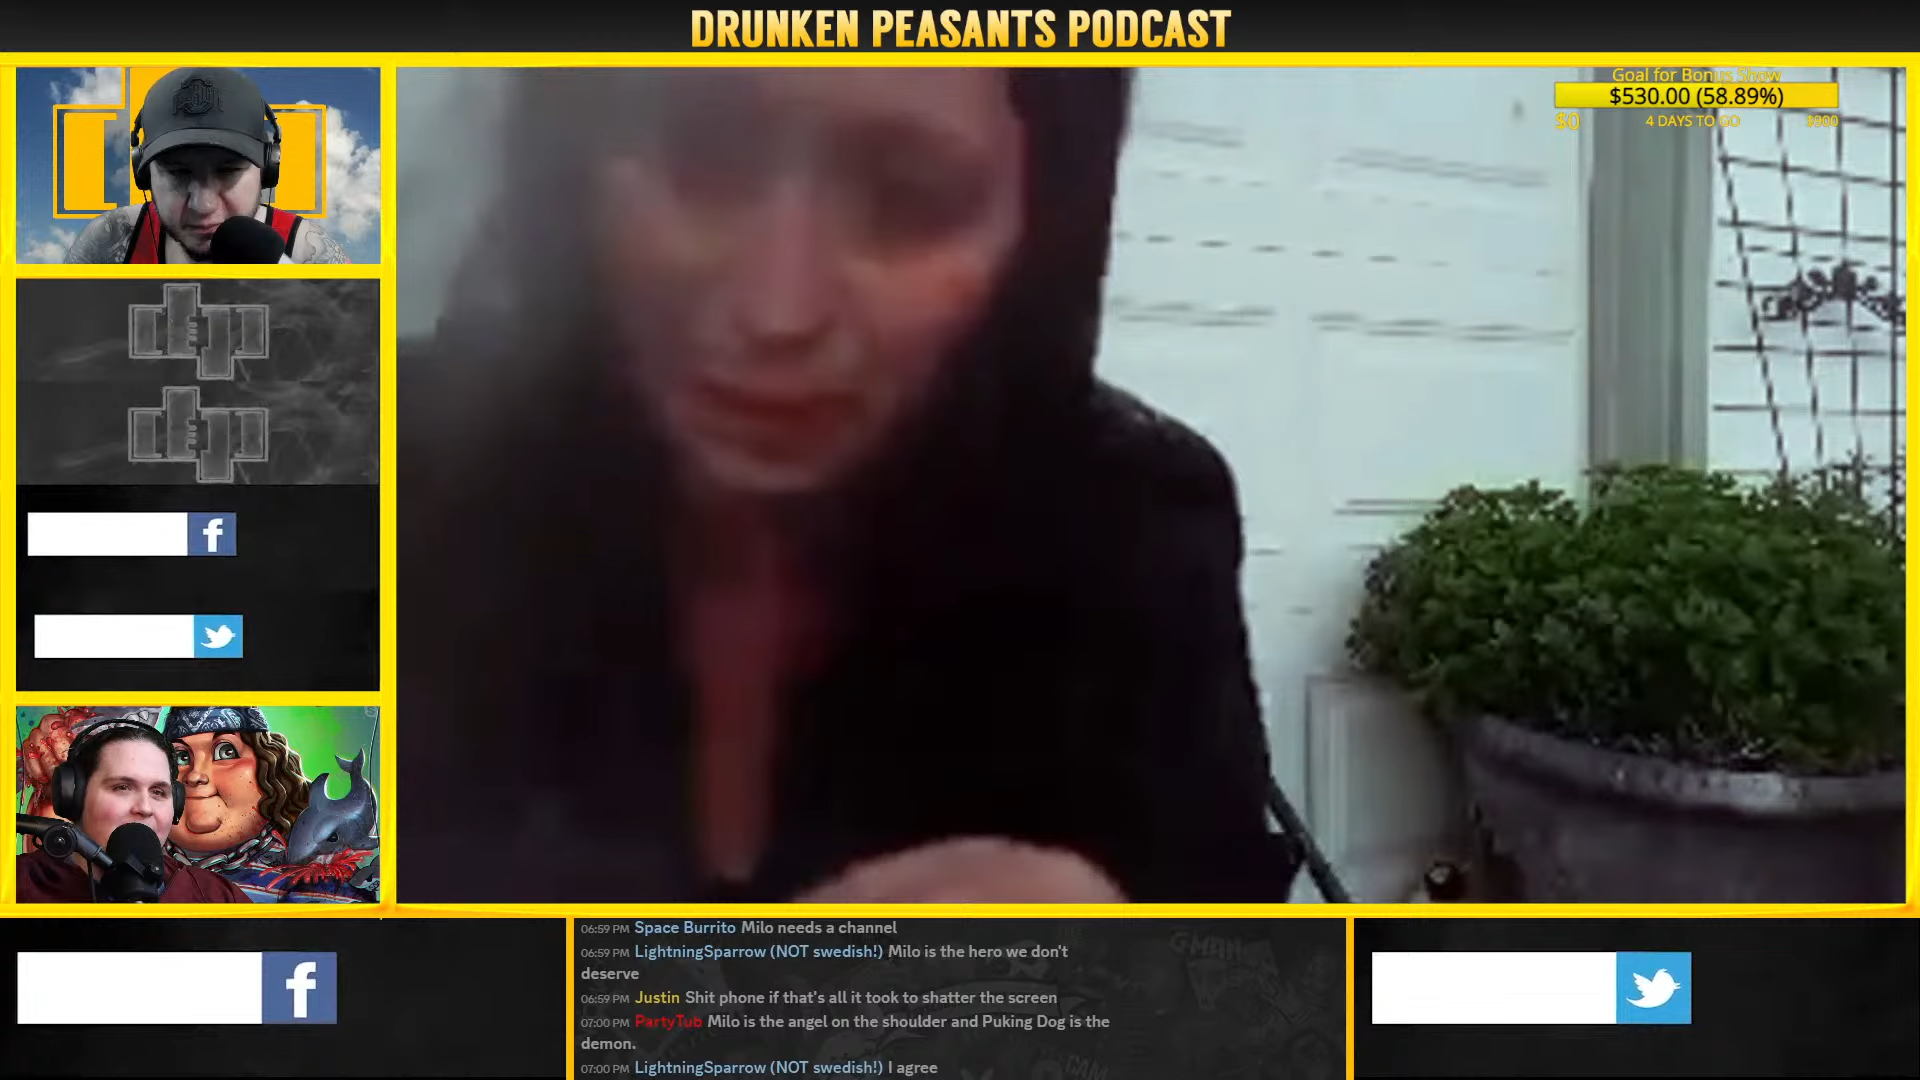 DRUNKEN PEASANTS PODCAST
Goal for Bonus Show
$530.00 (58.89%)
$0 4 DAYS TO GO $900
06:59 PM Space Burrito Milo needs a channel
06:59 PM LightningSparrow (NOT swedish!) Milo is the hero we don't
deserve
06:59 PM Justin Shit phone if that's all it took to shatter the screen
07:00 PM PartyTub Milo is the angel on the shoulder and Puking Dog is the
demon.
07:00 PM LightningSparrow (NOT swedish!) I agree